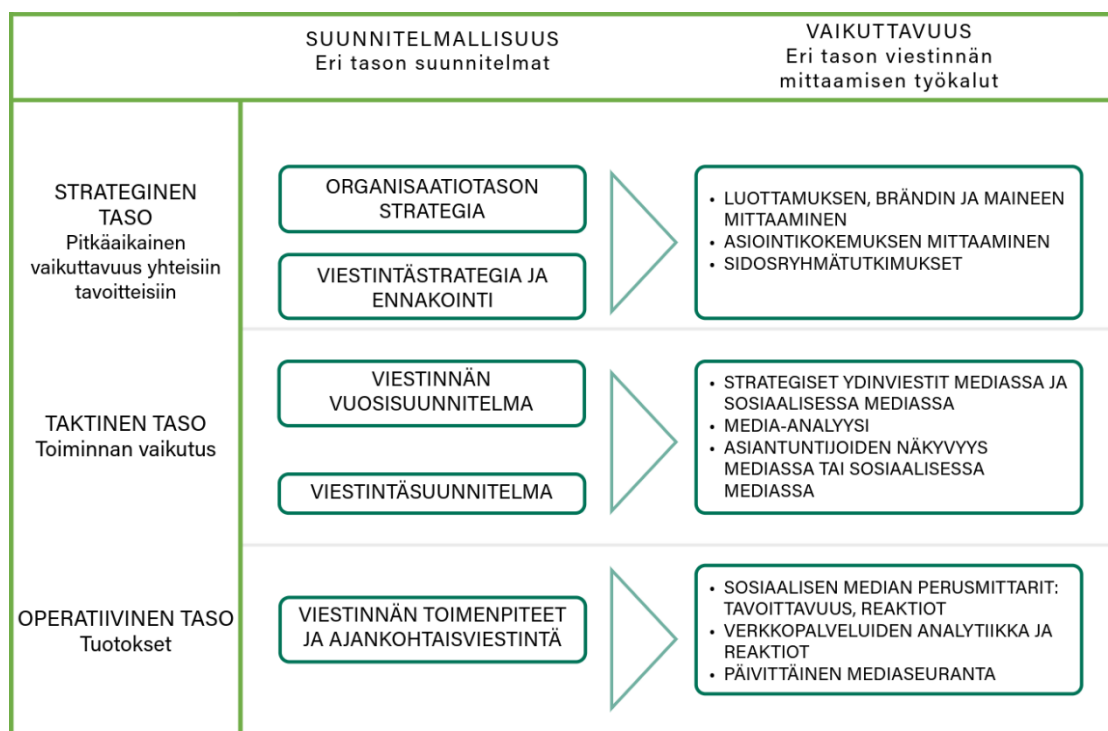 SUUNNITELMALLISUUS
Eri tason suunnitelmat
VAIKUTTAVUUS
Eri tason viestinnän
mittaamisen työkalut
STRATEGINEN
TASO
Pitkäaikainen
vaikuttavuus yhteisiin
tavoitteisiin
ORGANISAATIOTASON
STRATEGIA
VIESTINTÄSTRATEGIA JA
ENNAKOINTI
• LUOTTAMUKSEN, BRÄNDIN JA MAINEEN
MITTAAMINEN
• ASIOINTIKOKEMUKSEN MITTAAMINEN
• SIDOSRYHMÄTUTKIMUKSET
TAKTINEN TASO
Toiminnan vaikutus
VIESTINNÄN
VUOSISUUNNITELMA
VIESTINTÄSUUNNITELMA
• STRATEGISET YDINVIESTIT MEDIASSA JA
SOSIAALISESSA MEDIASSA
• MEDIA-ANALYYSI
• ASIANTUNTIJOIDEN NÄKYVYYS
MEDIASSA TAI SOSIAALISESSA
MEDIASSA
OPERATIIVINEN TASO
Tuotokset
VIESTINNÄN TOIMENPITEET
JA AJANKOHTAISVIESTINTÄ
• SOSIAALISEN MEDIAN PERUSMITTARIT:
TAVOITTAVUUS, REAKTIOT
• VERKKOPALVELUIDEN ANALYTIIKKA JA
REAKTIOT
• PÄIVITTÄINEN MEDIASEURANTA